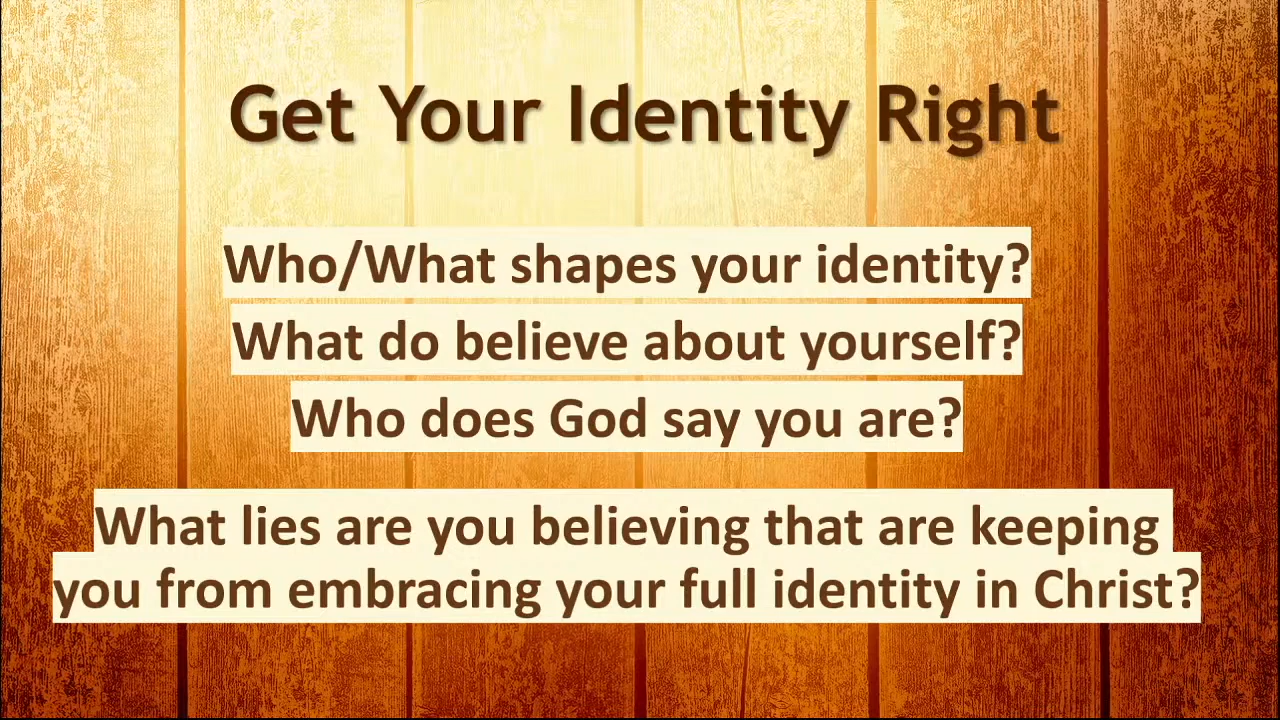 Get Your Identity Right
Who/What shapes your identity?
What do believe about yourself?
Who does God say you are?
What lies are you believing that are keeping
you from embracing your full identity in Christ?